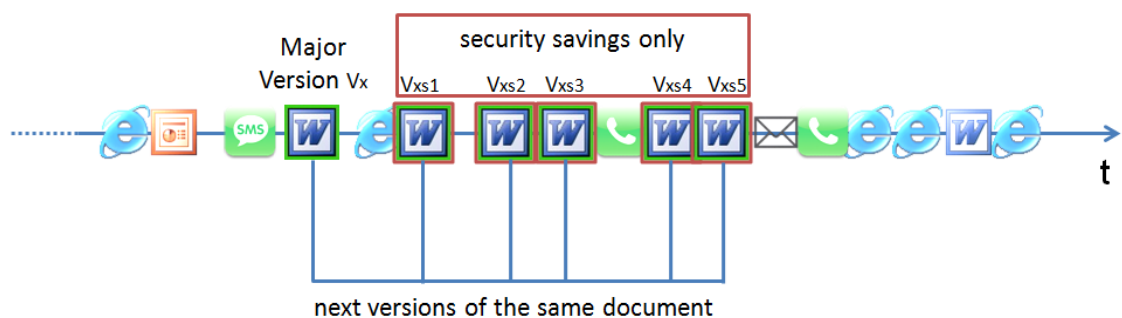 security savings only
Major
Version Vx
Vxs1 Vxs2 Vxs3 Vxs4 Vxs5
SMS
W W W W W W W
t
next versions of the same document